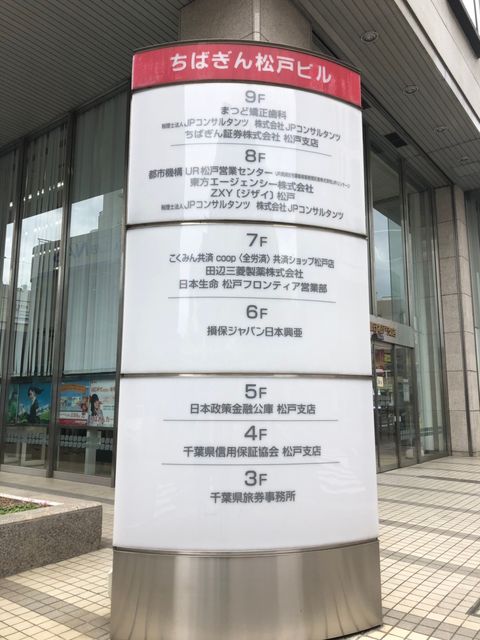 ちばぎん松戸ビル
9F
まつど矯正歯科
税理士法人JPコンサルタンツ 株式会社JPコンサルタンツ
ちばぎん証券株式会社 松戸支店
8F
都市機構 UR松戸営業センター
東方エージェンシー株式会社
ZXY〔ジザイ〕松戸
税理士法人JPコンサルタンツ 株式会社JPコンサルタンツ
7F
こくみん共済 coop〈全労済〉共済ショップ松戸店
田辺三菱製薬株式会社
日本生命 松戸フロンティア営業部
6F
損保ジャパン日本興亜
5F
日本政策金融公庫 松戸支店
4F
千葉県信用保証協会 松戸支店
3F
千葉県旅券事務所